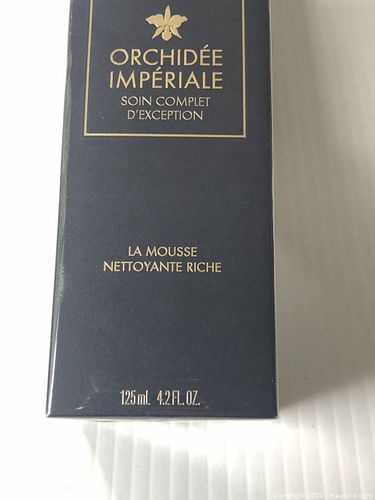 ORCHIDÉE
IMPÉRIALE
SOIN COMPLET
D'EXCEPTION
LA MOUSSE
NETTOYANTE RICHE
125 ml. 4.2 FL. OZ.